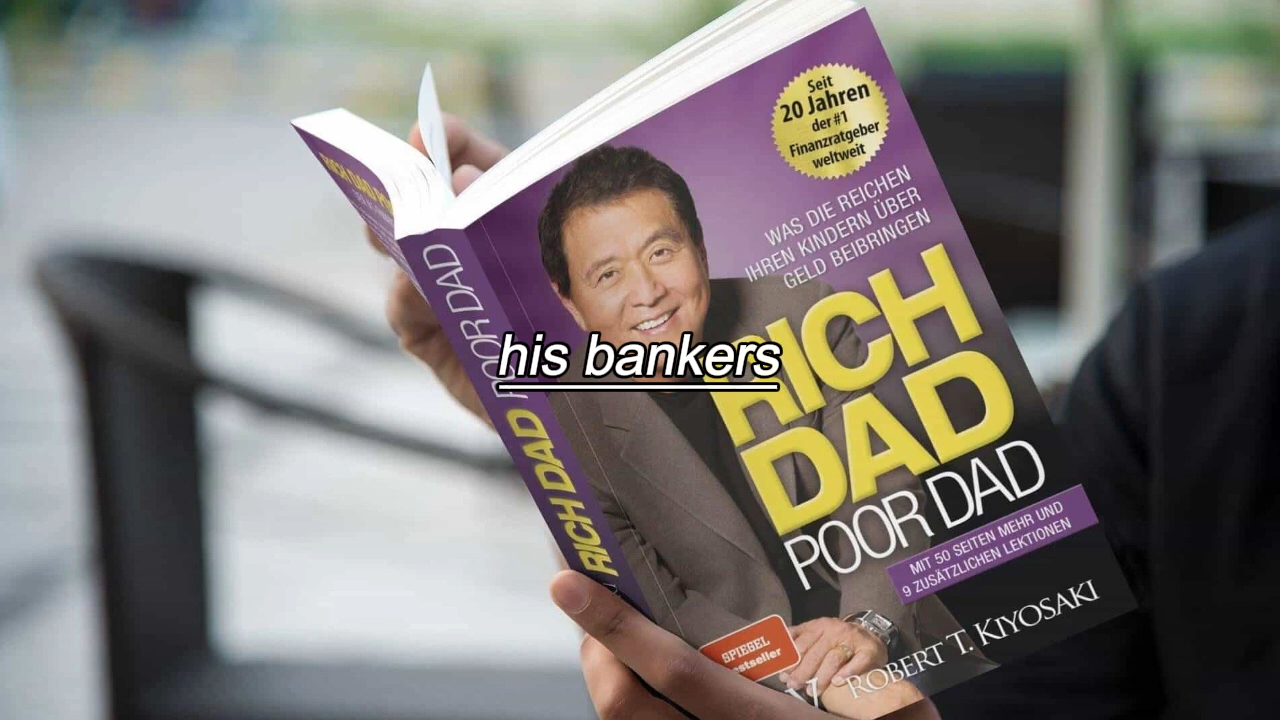 Seit
20 Jahren
der #1
Finanzratgeber
weltweit
WAS DIE REICHEN
IHREN KINDERN ÜBER
GELD BEIBRINGEN
RICH
DAD
POOR DAD
MIT 50 SEITEN MEHR UND
9 ZUSÄTZLICHEN LEKTIONEN
ROBERT T. KIYOSAKI
SPIEGEL
RICH DAD POOR DAD
his bankers